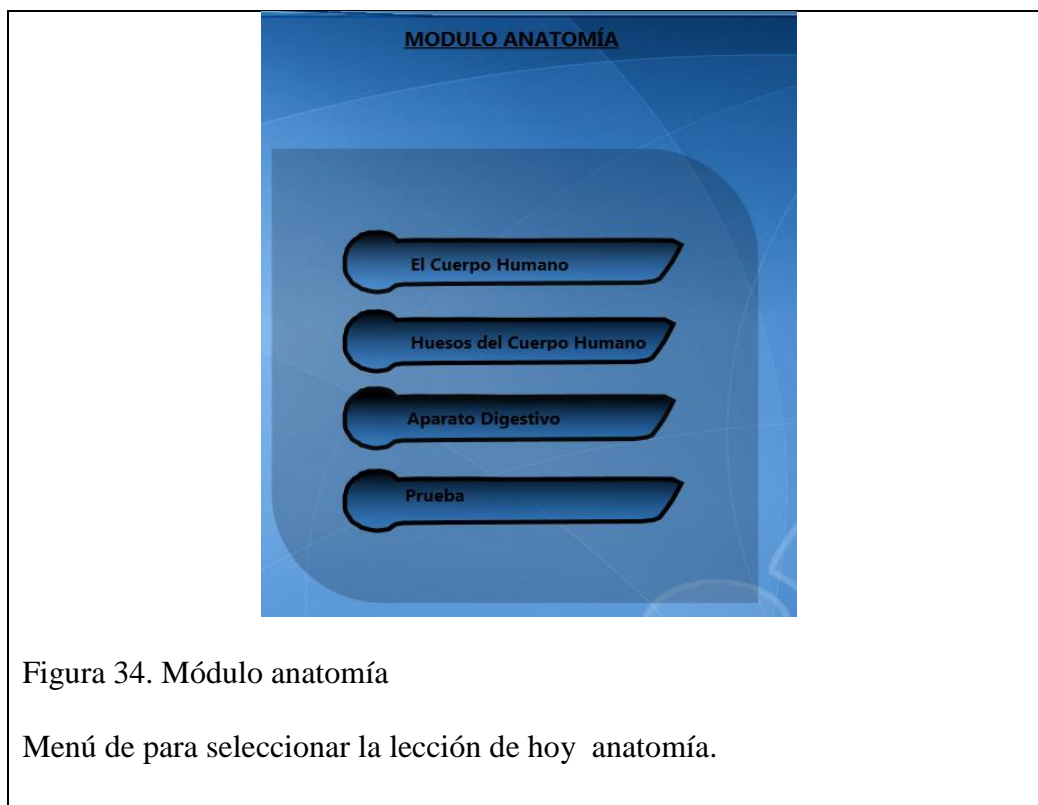 MODULO ANATOMÍA
El Cuerpo Humano
Huesos del Cuerpo Humano
Aparato Digestivo
Prueba
Figura 34. Módulo anatomía
Menú de para seleccionar la lección de hoy  anatomía.